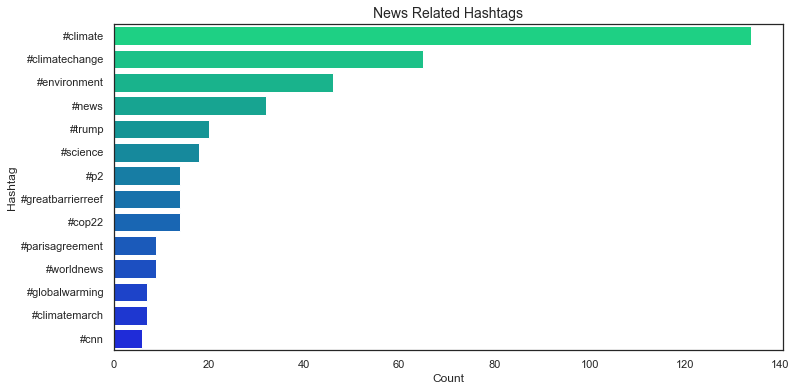 News Related Hashtags
Hashtag
#climate
#climatechange
#environment
#news
#trump
#science
#p2
#greatbarrierreef
#cop22
#parisagreement
#worldnews
#globalwarming
#climatemarch
#cnn
0 20 40 60 80 100 120 140
Count